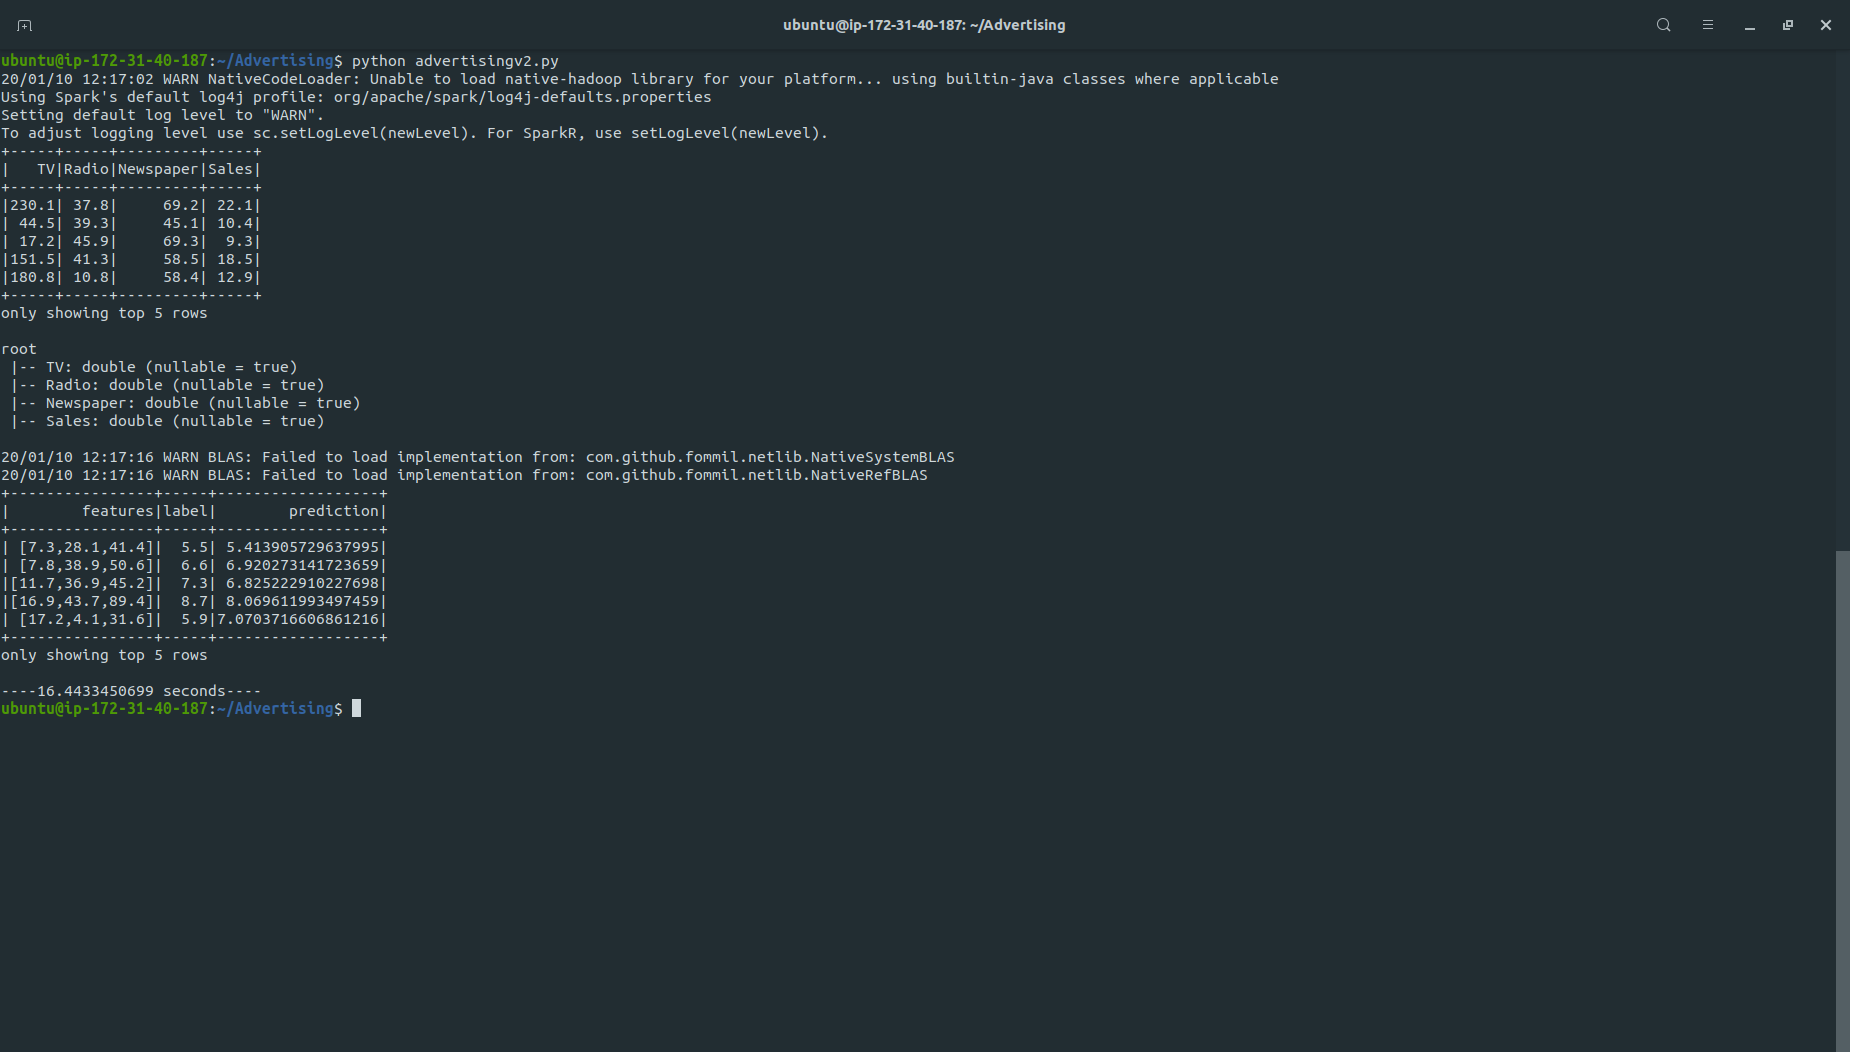 ubuntu@ip-172-31-40-187: ~/Advertising
ubuntu@ip-172-31-40-187:~/Advertising$ python advertisingv2.py
20/01/10 12:17:02 WARN NativeCodeLoader: Unable to load native-hadoop library for your platform... using builtin-java classes where applicable
Using Spark's default log4j profile: org/apache/spark/log4j-defaults.properties
Setting default log level to "WARN".
To adjust logging level use sc.setLogLevel(newLevel). For SparkR, use setLogLevel(newLevel).
+-----+-----+---------+-----+
|   TV|Radio|Newspaper|Sales|
+-----+-----+---------+-----+
|230.1| 37.8|     69.2| 22.1|
| 44.5| 39.3|     45.1| 10.4|
| 17.2| 45.9|     69.3|  9.3|
|151.5| 41.3|     58.5| 18.5|
|180.8| 10.8|     58.4| 12.9|
+-----+-----+---------+-----+
only showing top 5 rows

root
 |-- TV: double (nullable = true)
 |-- Radio: double (nullable = true)
 |-- Newspaper: double (nullable = true)
 |-- Sales: double (nullable = true)

20/01/10 12:17:16 WARN BLAS: Failed to load implementation from: com.github.fommil.netlib.NativeSystemBLAS
20/01/10 12:17:16 WARN BLAS: Failed to load implementation from: com.github.fommil.netlib.NativeRefBLAS
+----------------+-----+------------------+
|        features|label|        prediction|
+----------------+-----+------------------+
| [7.3,28.1,41.4]|  5.5| 5.413905729637995|
| [7.8,38.9,50.6]|  6.6| 6.920273141723659|
|[11.7,36.9,45.2]|  7.3| 6.825222910227698|
|[16.9,43.7,89.4]|  8.7| 8.069611993497459|
| [17.2,4.1,31.6]|  5.9|7.0703716606861216|
+----------------+-----+------------------+
only showing top 5 rows

----16.4433450699 seconds----
ubuntu@ip-172-31-40-187:~/Advertising$